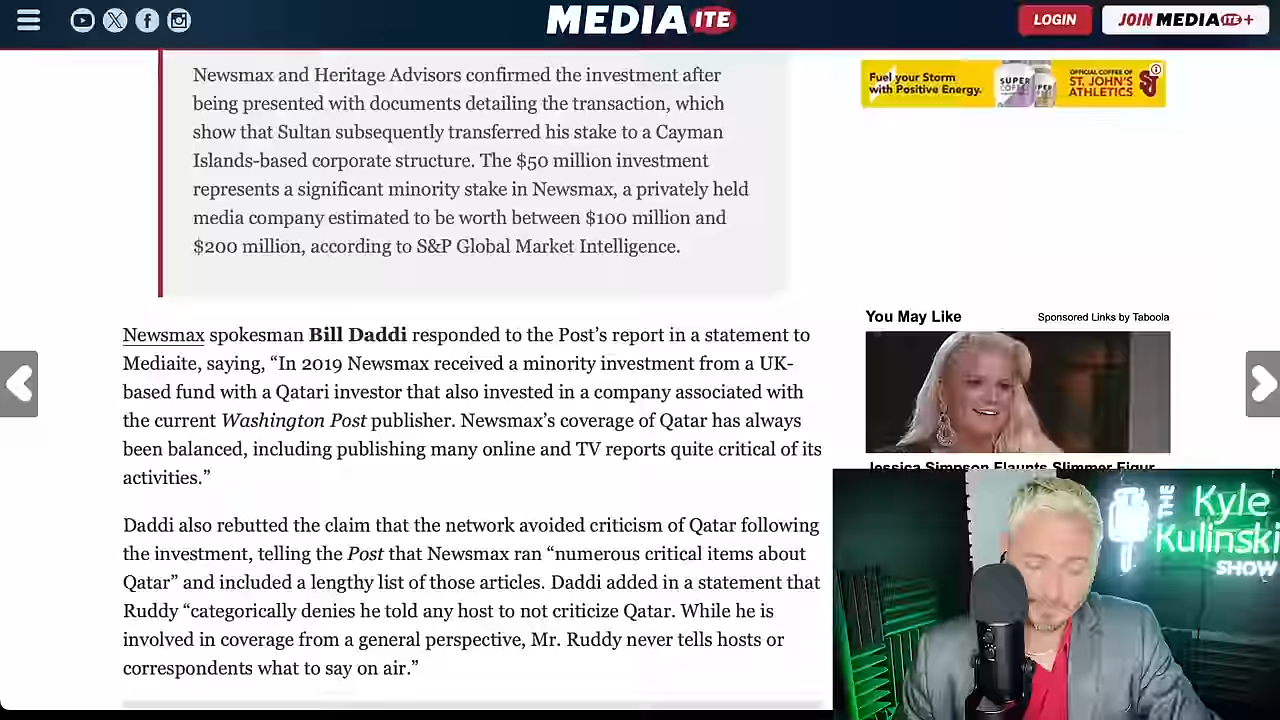 MEDIAITE
LOGIN
JOIN MEDIAITE+
Newsmax and Heritage Advisors confirmed the investment after
being presented with documents detailing the transaction, which
show that Sultan subsequently transferred his stake to a Cayman
Islands-based corporate structure. The $50 million investment
represents a significant minority stake in Newsmax, a privately held
media company estimated to be worth between $100 million and
$200 million, according to S&P Global Market Intelligence.
Newsmax spokesman Bill Daddi responded to the Post’s report in a statement to
Mediaite, saying, “In 2019 Newsmax received a minority investment from a UK-
based fund with a Qatari investor that also invested in a company associated with
the current Washington Post publisher. Newsmax’s coverage of Qatar has always
been balanced, including publishing many online and TV reports quite critical of its
activities.”
Daddi also rebutted the claim that the network avoided criticism of Qatar following
the investment, telling the Post that Newsmax ran “numerous critical items about
Qatar” and included a lengthy list of those articles. Daddi added in a statement that
Ruddy “categorically denies he told any host to not criticize Qatar. While he is
involved in coverage from a general perspective, Mr. Ruddy never tells hosts or
correspondents what to say on air.”
Fuel your Storm
with Positive Energy.
SUPER
OFFICIAL COFFEE OF
ST. JOHN'S
ATHLETICS
You May Like
Sponsored Links by Taboola
Jessica Simpson Flaunts Slimmer Figur
THE
Kyle
Kulinski
SHOW